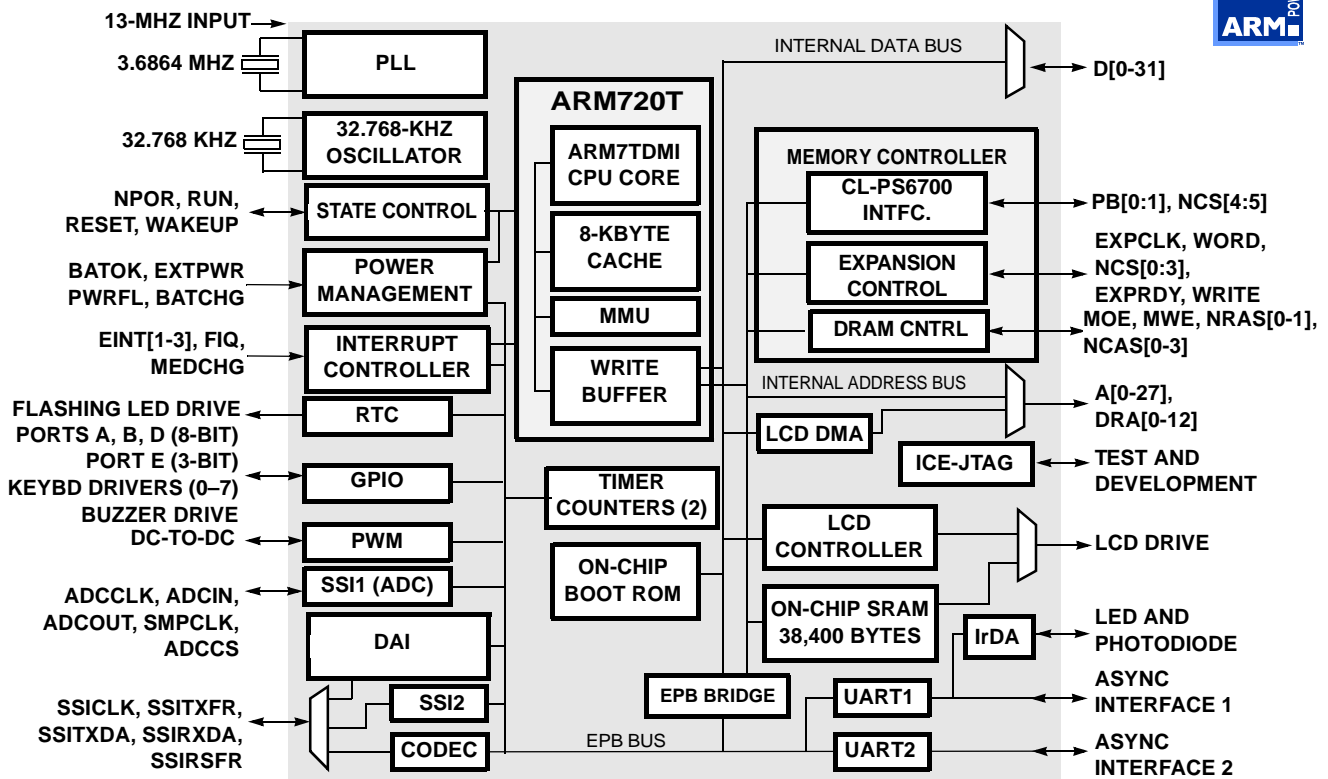 13-MHZ INPUT
3.6864 MHZ
PLL
32.768 KHZ
32.768-KHZ
OSCILLATOR
NPOR, RUN,
RESET, WAKEUP
STATE CONTROL
BATOK, EXTPWR
PWRFL, BATCHG
POWER
MANAGEMENT
EINT[1-3], FIQ,
MEDCHG
INTERRUPT
CONTROLLER
FLASHING LED DRIVE
RTC
PORTS A, B, D (8-BIT)
PORT E (3-BIT)
KEYBD DRIVERS (0–7)
GPIO
BUZZER DRIVE
DC-TO-DC
PWM
ADCCLK, ADCIN,
ADCOUT, SMPCLK,
ADCCS
SSI1 (ADC)
DAI
SSICLK, SSITXFR,
SSITXDA, SSIRXDA,
SSIRSFR
SSI2
CODEC
ARM720T
ARM7TDMI
CPU CORE
8-KBYTE
CACHE
MMU
WRITE
BUFFER
TIMER
COUNTERS (2)
ON-CHIP
BOOT ROM
EPB BRIDGE
EPB BUS
INTERNAL DATA BUS
D[0-31]
MEMORY CONTROLLER
CL-PS6700
INTFC.
PB[0:1], NCS[4:5]
EXPANSION
CONTROL
EXPCLK, WORD,
NCS[0:3],
EXPRDY, WRITE
DRAM CNTRL
MOE, MWE, NRAS[0-1],
NCAS[0-3]
INTERNAL ADDRESS BUS
A[0-27],
DRA[0-12]
LCD DMA
ICE-JTAG
TEST AND
DEVELOPMENT
LCD
CONTROLLER
LCD DRIVE
ON-CHIP SRAM
38,400 BYTES
IrDA
LED AND
PHOTODIODE
UART1
ASYNC
INTERFACE 1
UART2
ASYNC
INTERFACE 2
ARM
TM